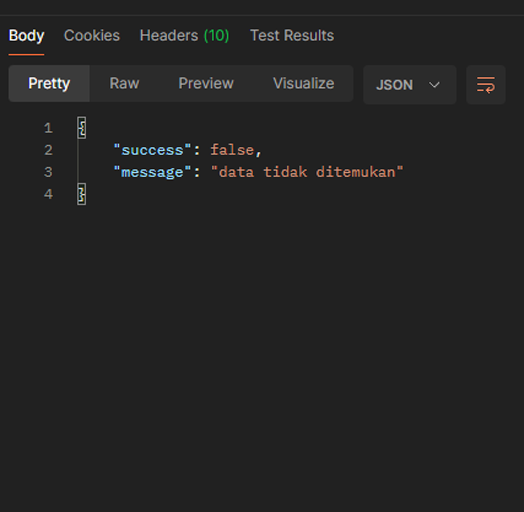 Body Cookies Headers (10) Test Results
Pretty Raw Preview Visualize JSON
1 {
2 "success": false,
3 "message": "data tidak ditemukan"
4 }